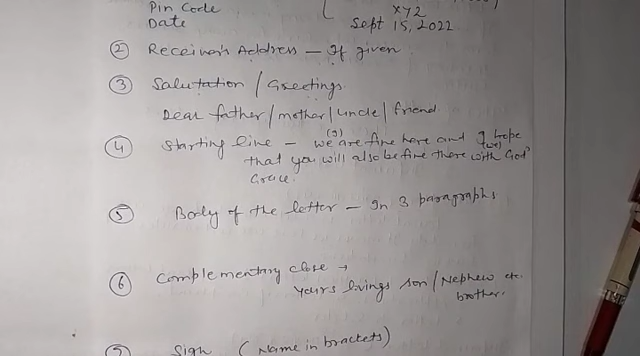 Pin Code
Date
XYZ
Sept 15, 2022
② Receiver's Address – If given
③ Salutation / Greetings.
Dear father/mother/uncle/friend
④ Starting line – we are fine here and I hope
(I) (we)
that you will also be fine there with God's
Grace.
⑤ Body of the letter – In 3 paragraphs
⑥ Complementary close →
Yours lovings son/Nephew etc.
brother.
⑦ Sign (Name in brackets)